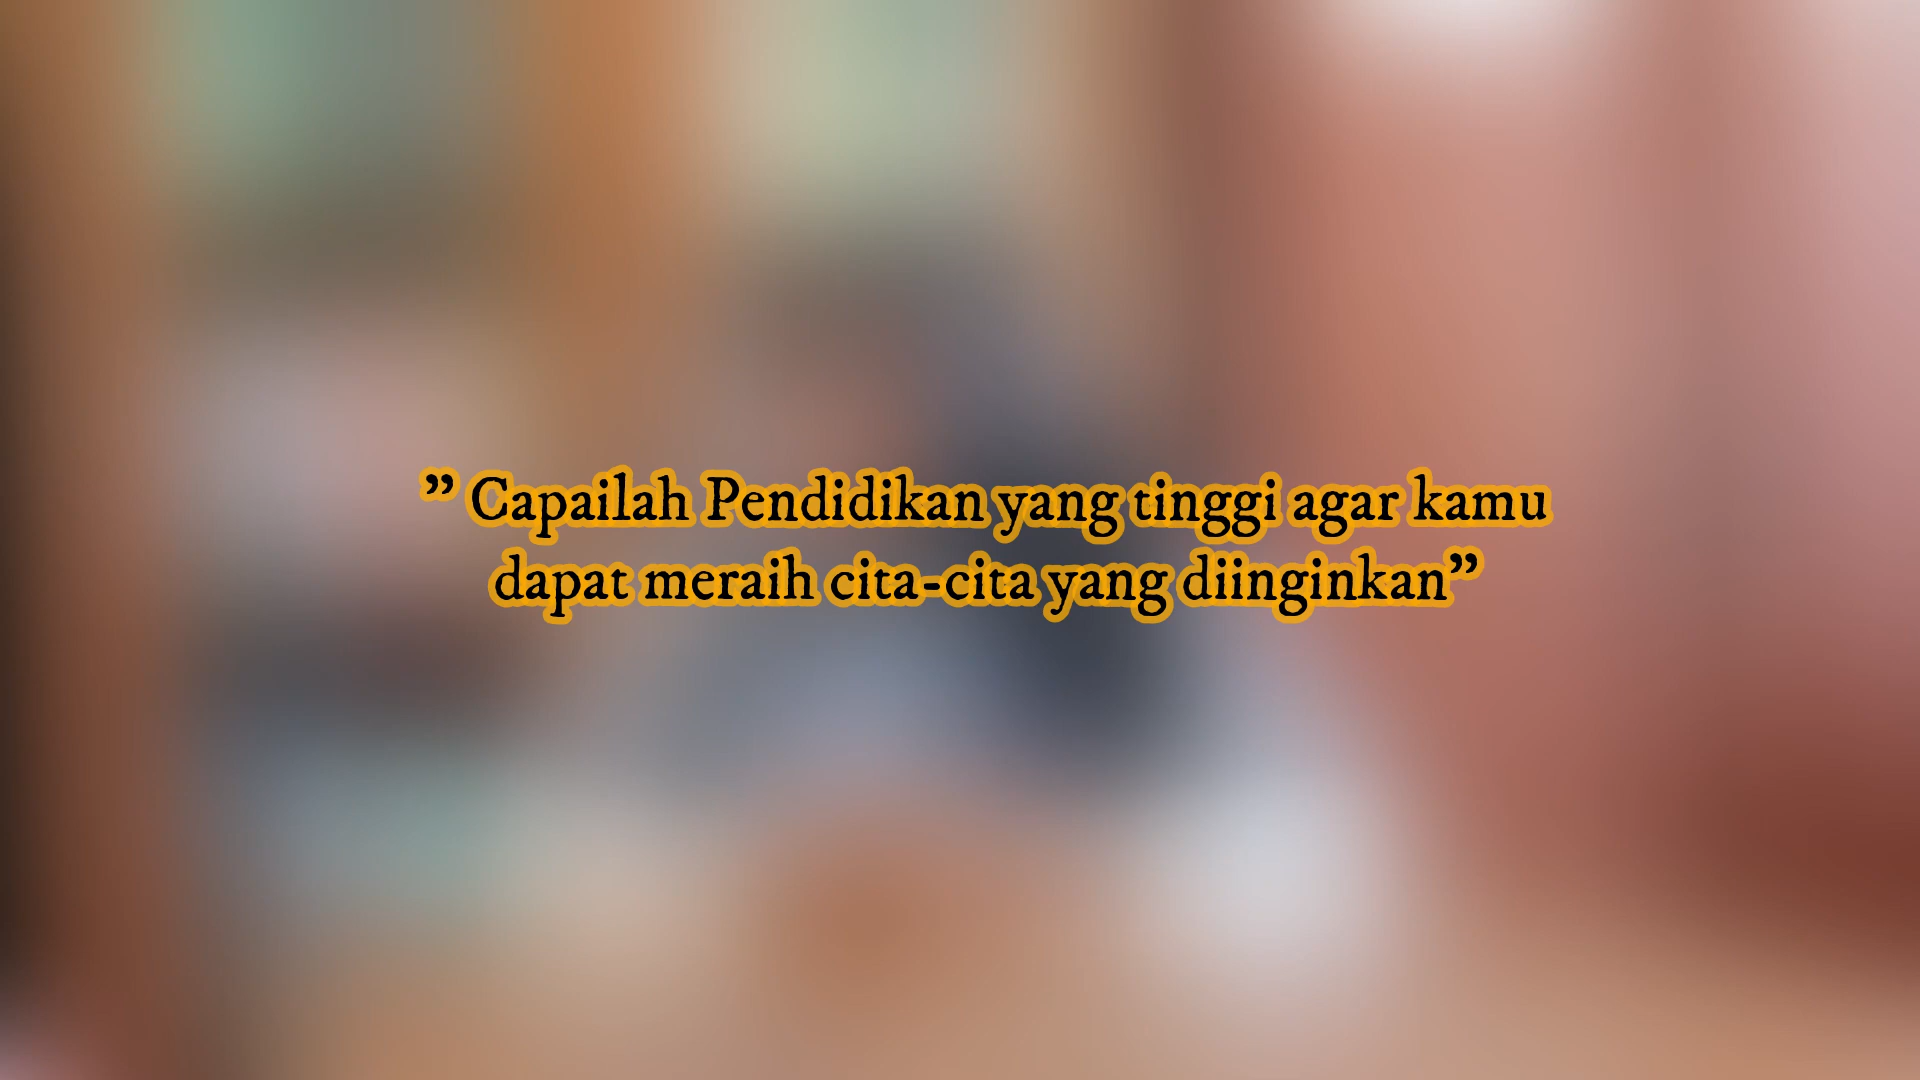 ” Capailah Pendidikan yang tinggi agar kamu
dapat meraih cita-cita yang diinginkan”